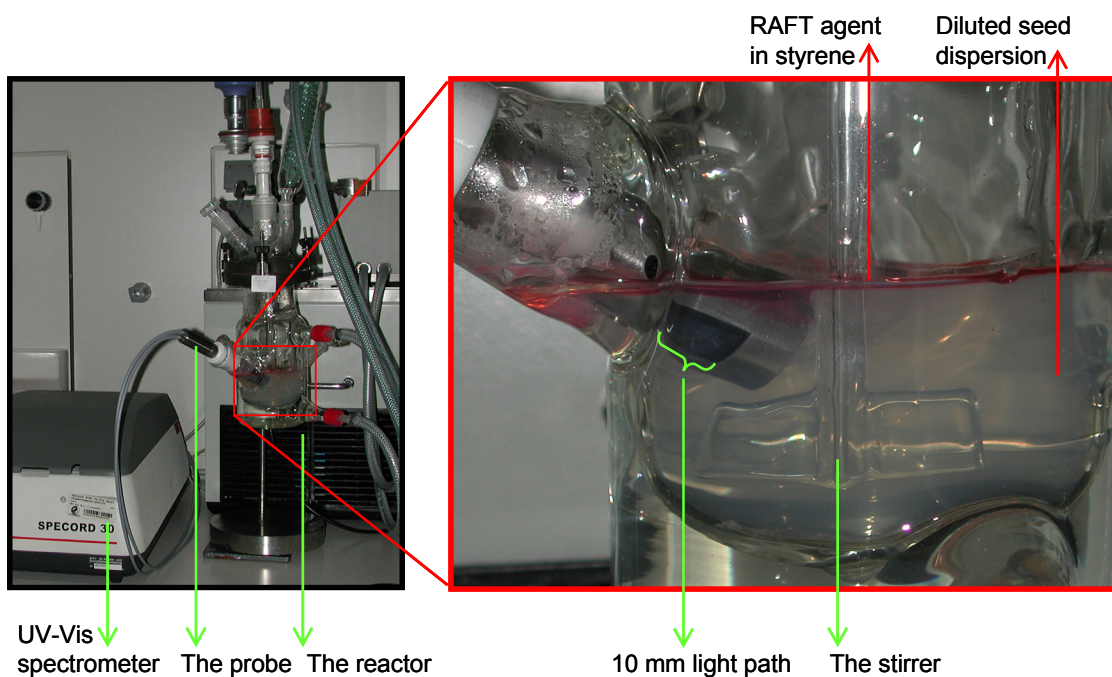 RAFT agent
in styrene
Diluted seed
dispersion
SPECORD 30
UV-Vis
spectrometer
The probe
The reactor
10 mm light path
The stirrer